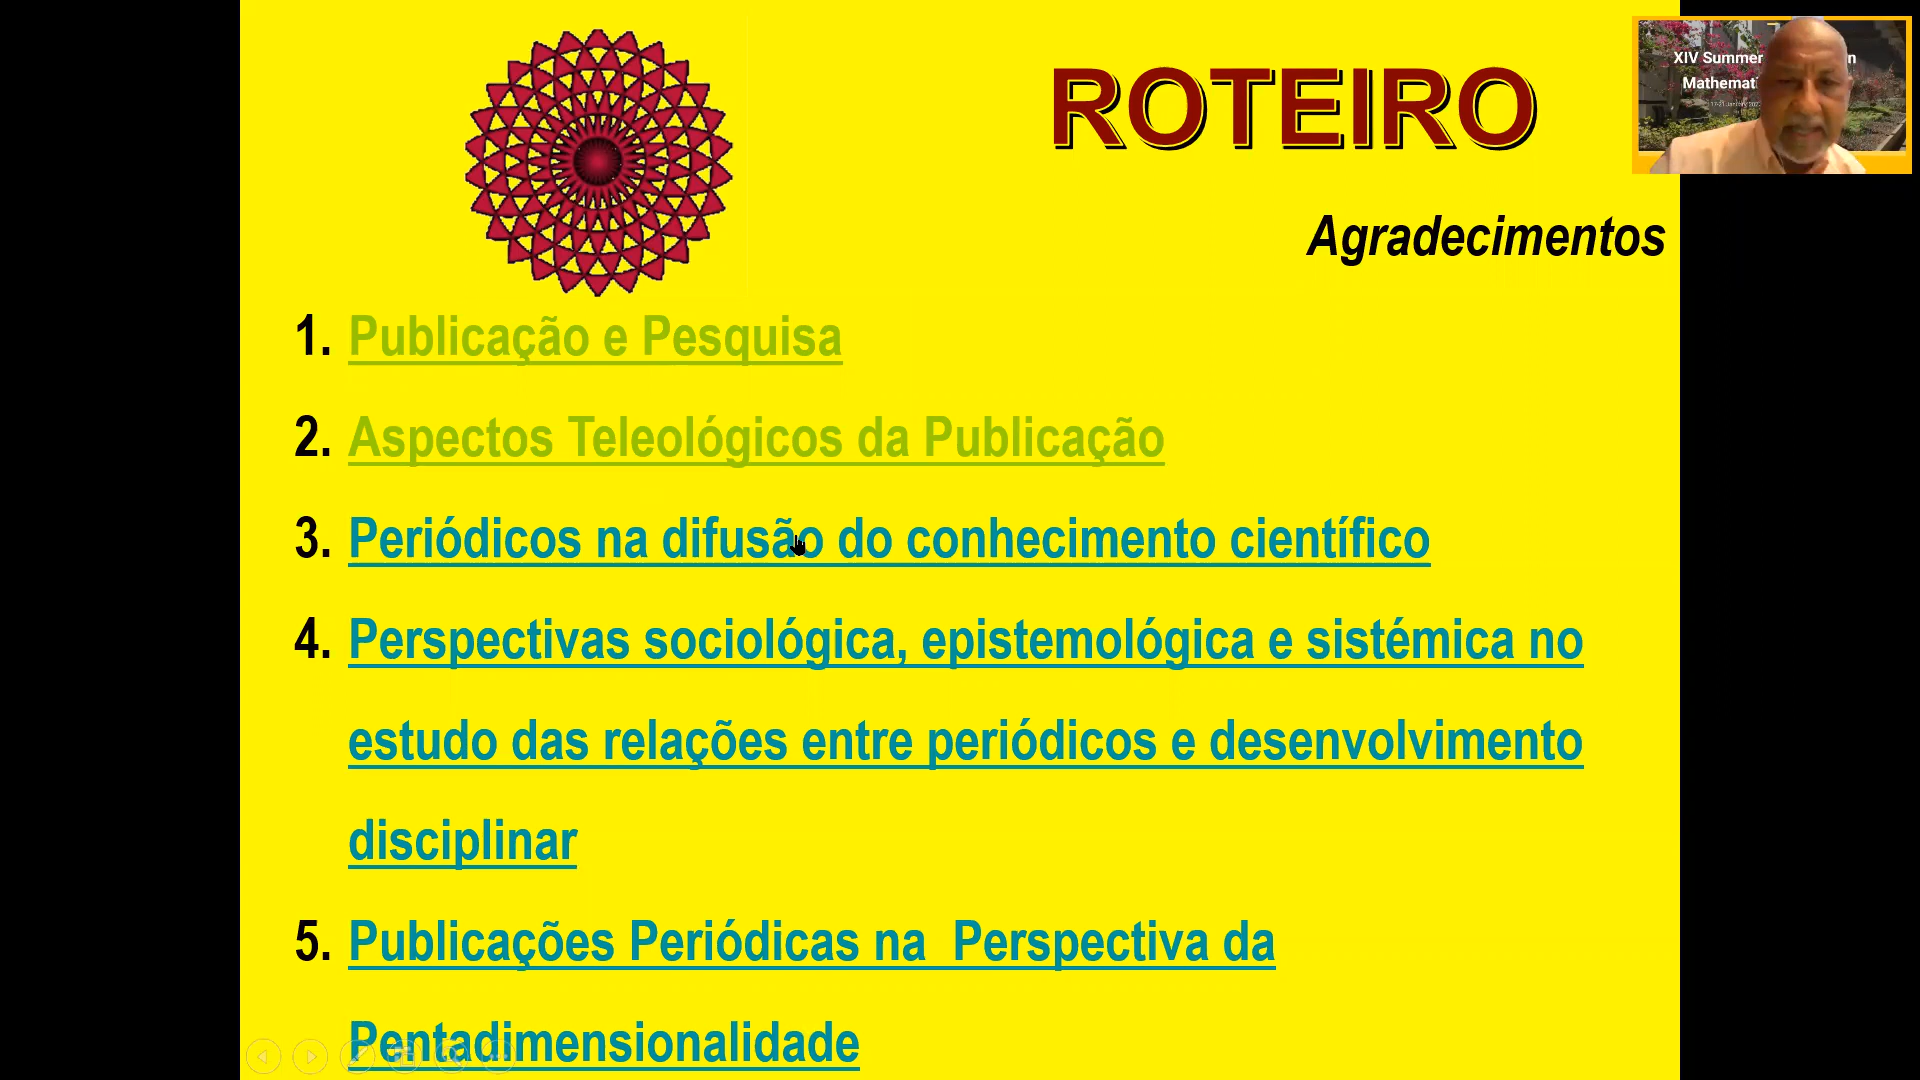 ROTEIRO
XIV Summer
n
Mathemati
Agradecimentos
1. Publicação e Pesquisa
2. Aspectos Teleológicos da Publicação
3. Periódicos na difusão do conhecimento científico
4. Perspectivas sociológica, epistemológica e sistémica no
estudo das relações entre periódicos e desenvolvimento
disciplinar
5. Publicações Periódicas na Perspectiva da
Pentadimensionalidade